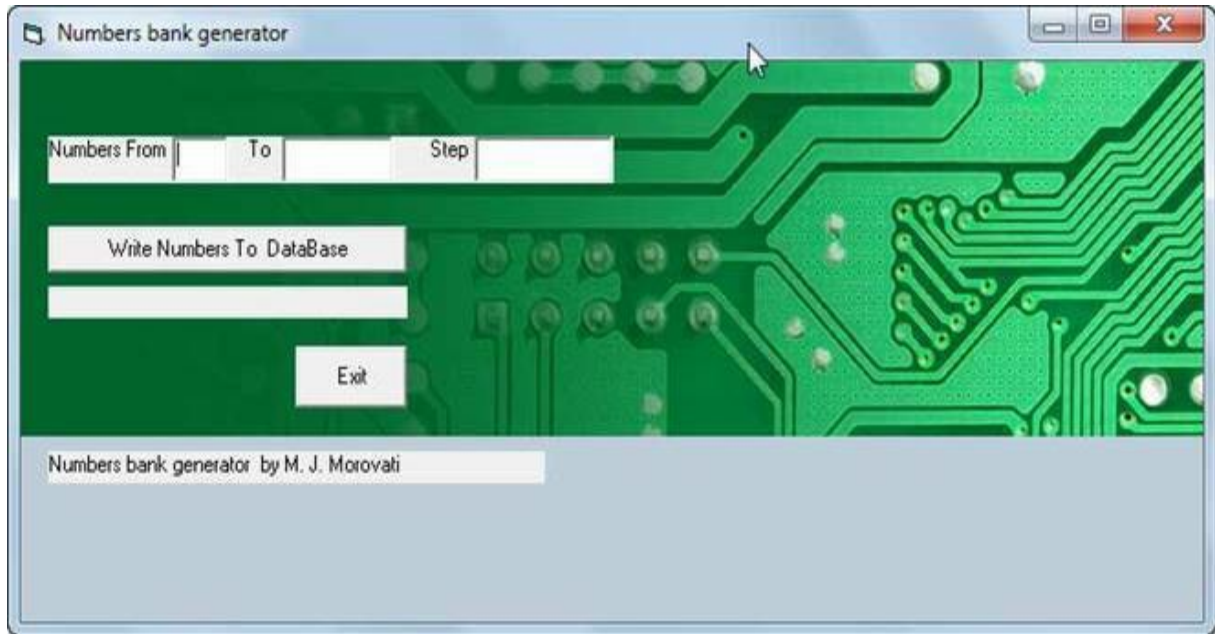 Numbers bank generator
Numbers From To Step
Write Numbers To DataBase
Exit
Numbers bank generator by M. J. Morovati